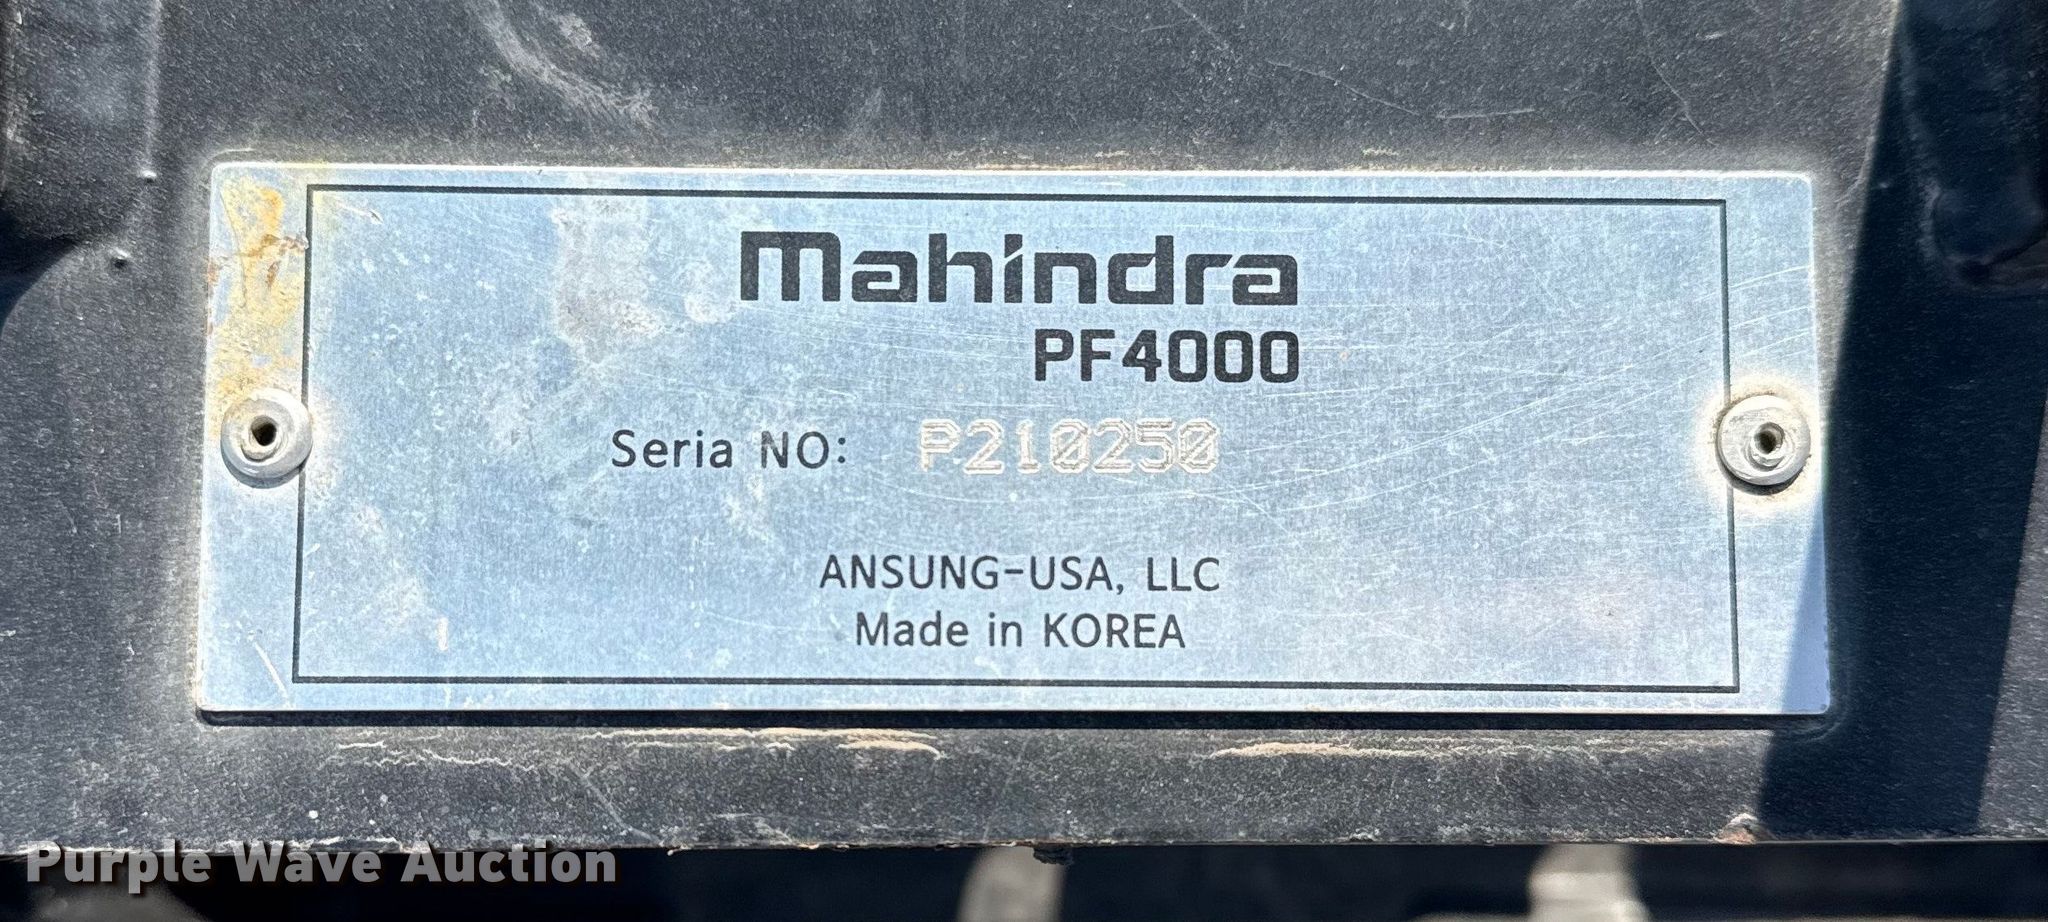 mahindra
PF4000
Seria NO: P210250
ANSUNG-USA, LLC
Made in KOREA
Purple Wave Auction